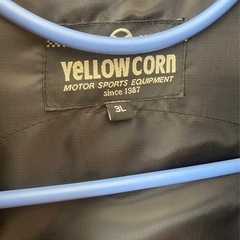 YELLOW CORN
MOTOR SPORTS EQUIPMENT
since 1987
3L